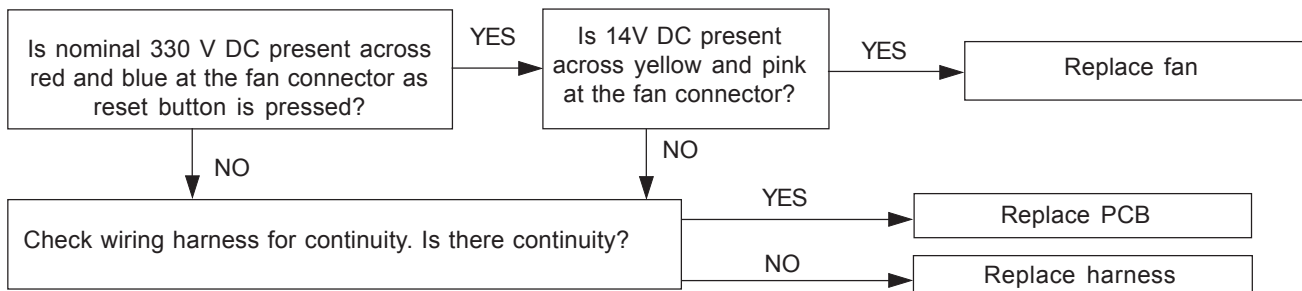 Is nominal 330 V DC present across
red and blue at the fan connector as
reset button is pressed?
YES
Is 14V DC present
across yellow and pink
at the fan connector?
YES
Replace fan
NO
NO
Check wiring harness for continuity. Is there continuity?
YES
Replace PCB
NO
Replace harness